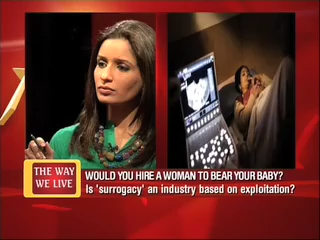 THE WAY
WE LIVE
WOULD YOU HIRE A WOMAN TO BEAR YOUR BABY?
Is 'surrogacy' an industry based on exploitation?